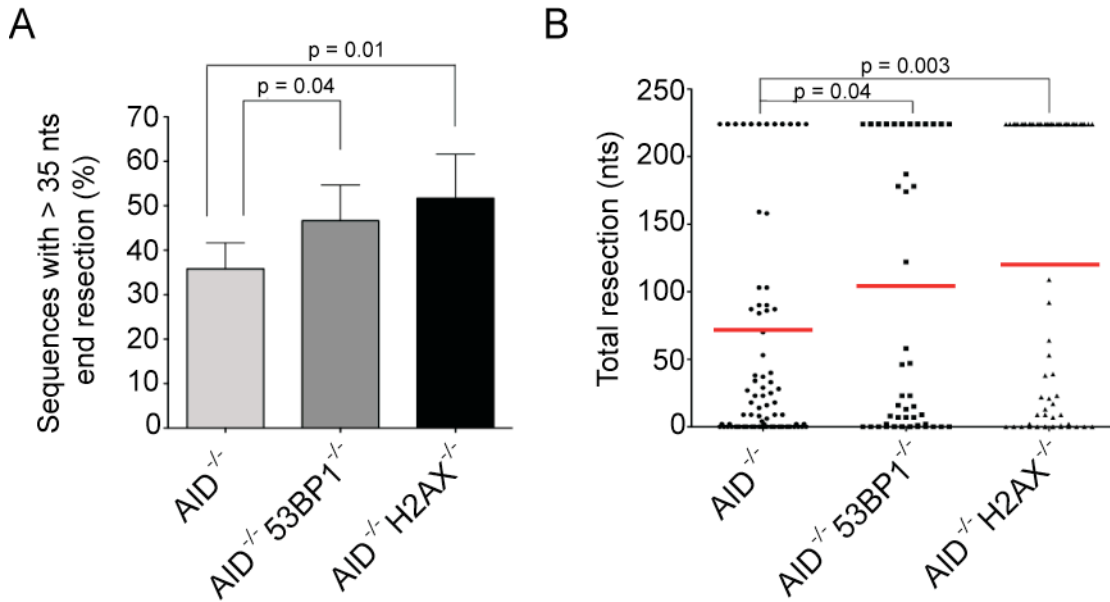 A
p = 0.01
p = 0.04
Sequences with > 35 nts
end resection (%)
70
60
50
40
30
20
10
0
AID-/-
AID-/- 53BP1-/-
AID-/- H2AX-/-
B
p = 0.003
p = 0.04
Total resection (nts)
250
200
150
100
50
0
AID-/-
AID-/- 53BP1-/-
AID-/- H2AX-/-